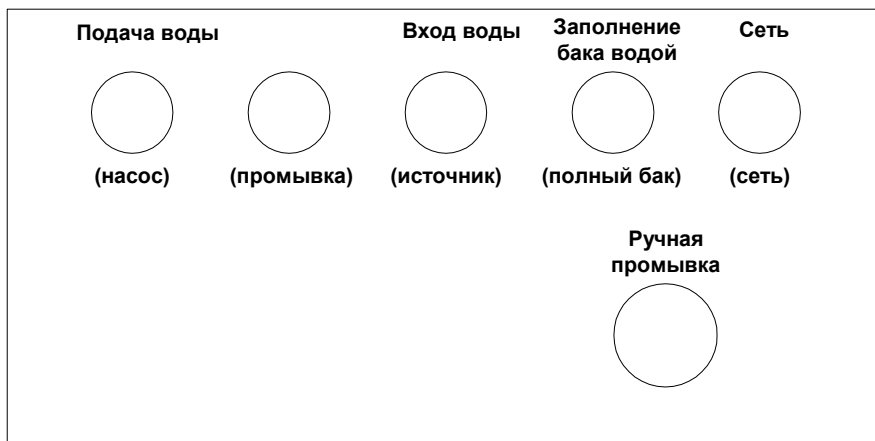 Подача воды
Вход воды
Заполнение
бака водой
Сеть
(насос)
(промывка)
(источник)
(полный бак)
(сеть)
Ручная
промывка